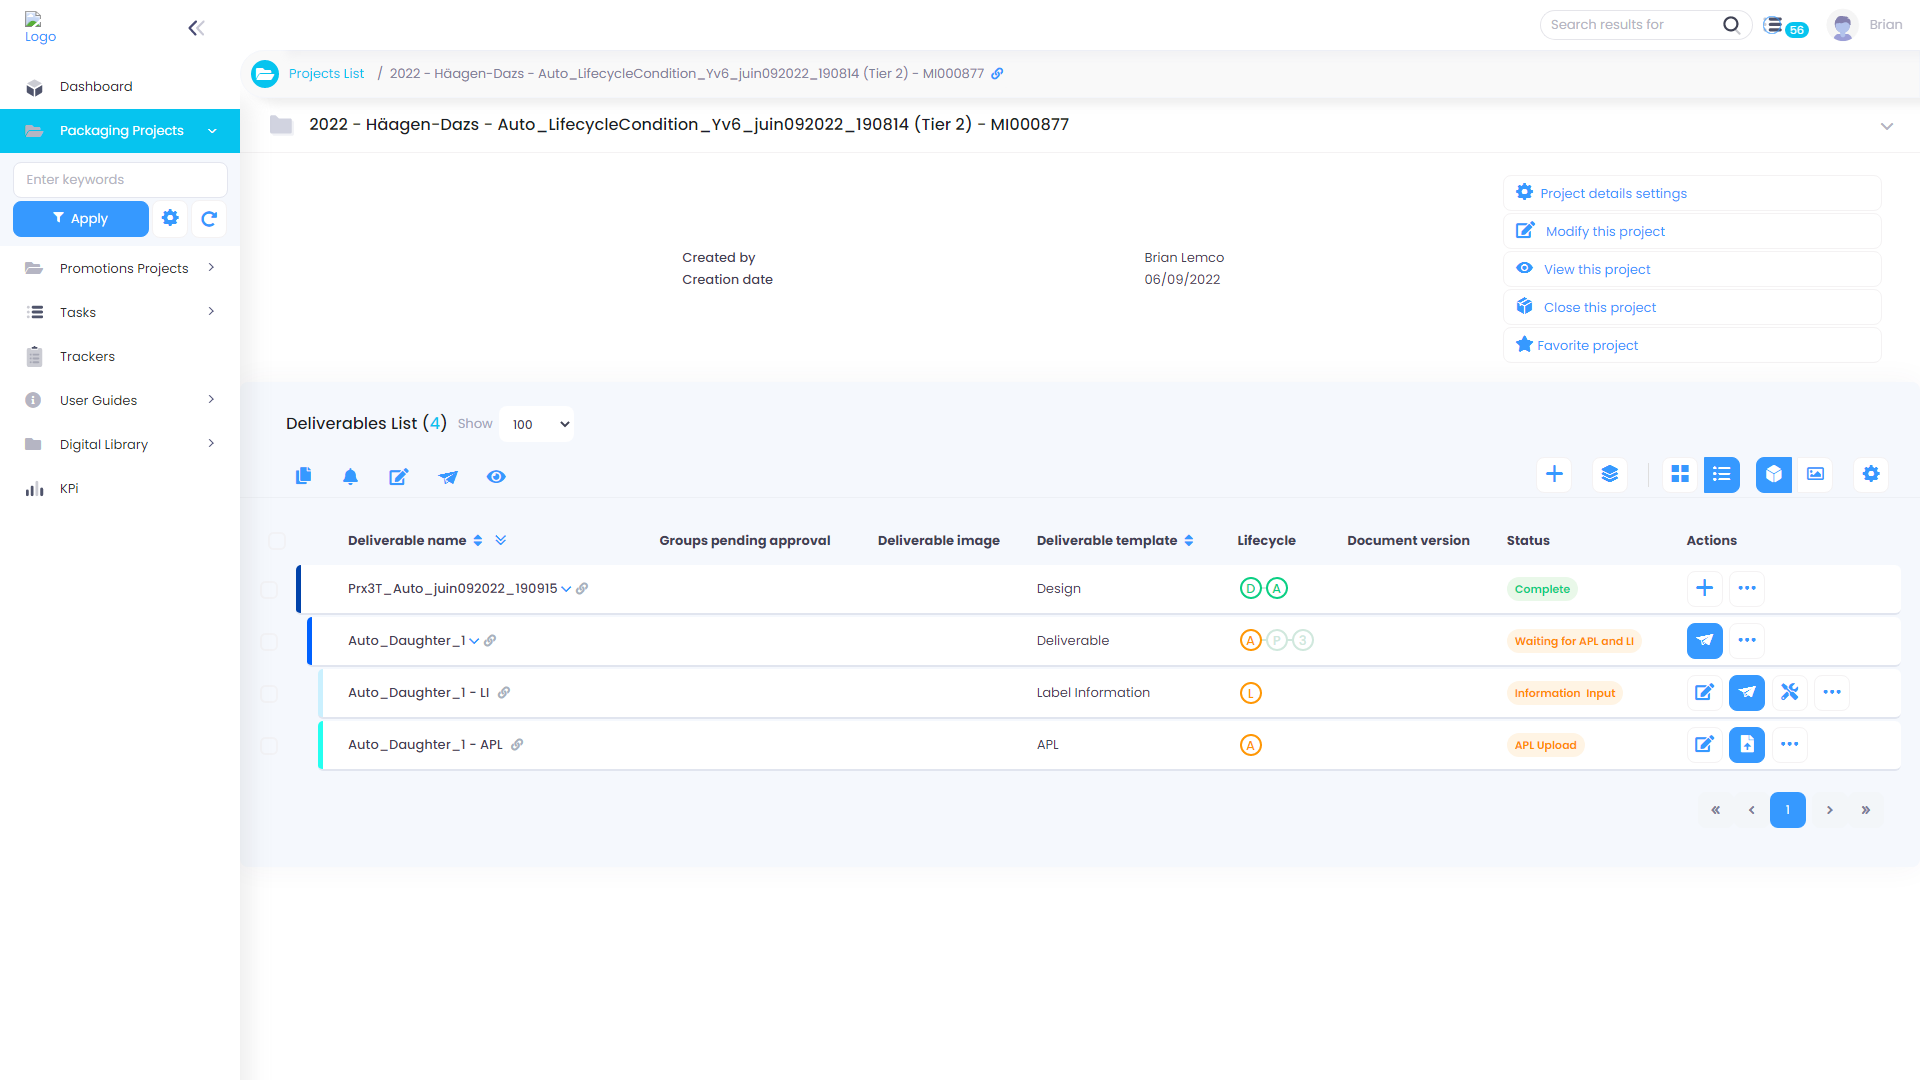 Logo
Search results for
56
Brian
Projects List / 2022 - Häagen-Dazs - Auto_LifecycleCondition_Yv6_juin092022_190814 (Tier 2) - MI000877
Dashboard
Packaging Projects
Enter keywords
Apply
Promotions Projects
Tasks
Trackers
User Guides
Digital Library
KPi
2022 - Häagen-Dazs - Auto_LifecycleCondition_Yv6_juin092022_190814 (Tier 2) - MI000877
Created by Brian Lemco
Creation date 06/09/2022
Project details settings
Modify this project
View this project
Close this project
Favorite project
Deliverables List (4) Show 100
Deliverable name Groups pending approval Deliverable image Deliverable template Lifecycle Document version Status Actions
Prx3T_Auto_juin092022_190915 Design D A Complete
Auto_Daughter_1 Deliverable A P 3 Waiting for APL and LI
Auto_Daughter_1 - LI Label Information L Information Input
Auto_Daughter_1 - APL APL A APL Upload
« ‹ 1 › »